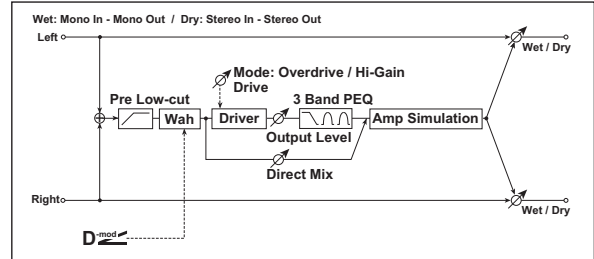 Wet: Mono In - Mono Out / Dry: Stereo In - Stereo Out
Left
Wet / Dry
Mode: Overdrive / Hi-Gain
Drive
Pre Low-cut
3 Band PEQ
Wah
Driver
Amp Simulation
Output Level
Direct Mix
Right
Wet / Dry
D-mod